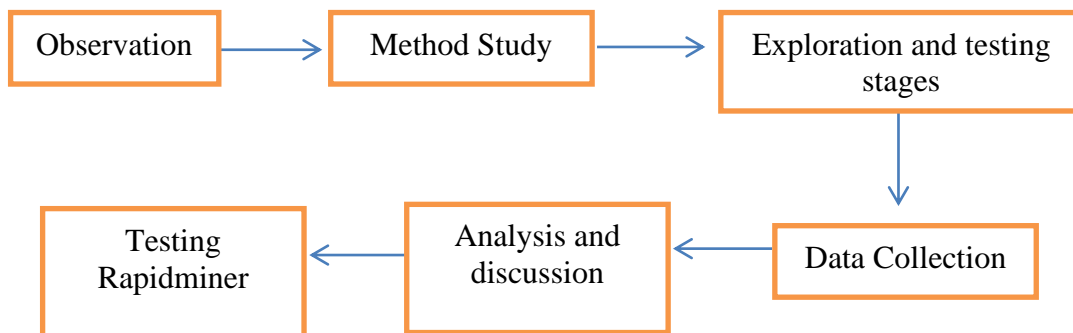 Observation
Method Study
Exploration and testing
stages
Data Collection
Analysis and
discussion
Testing
Rapidminer